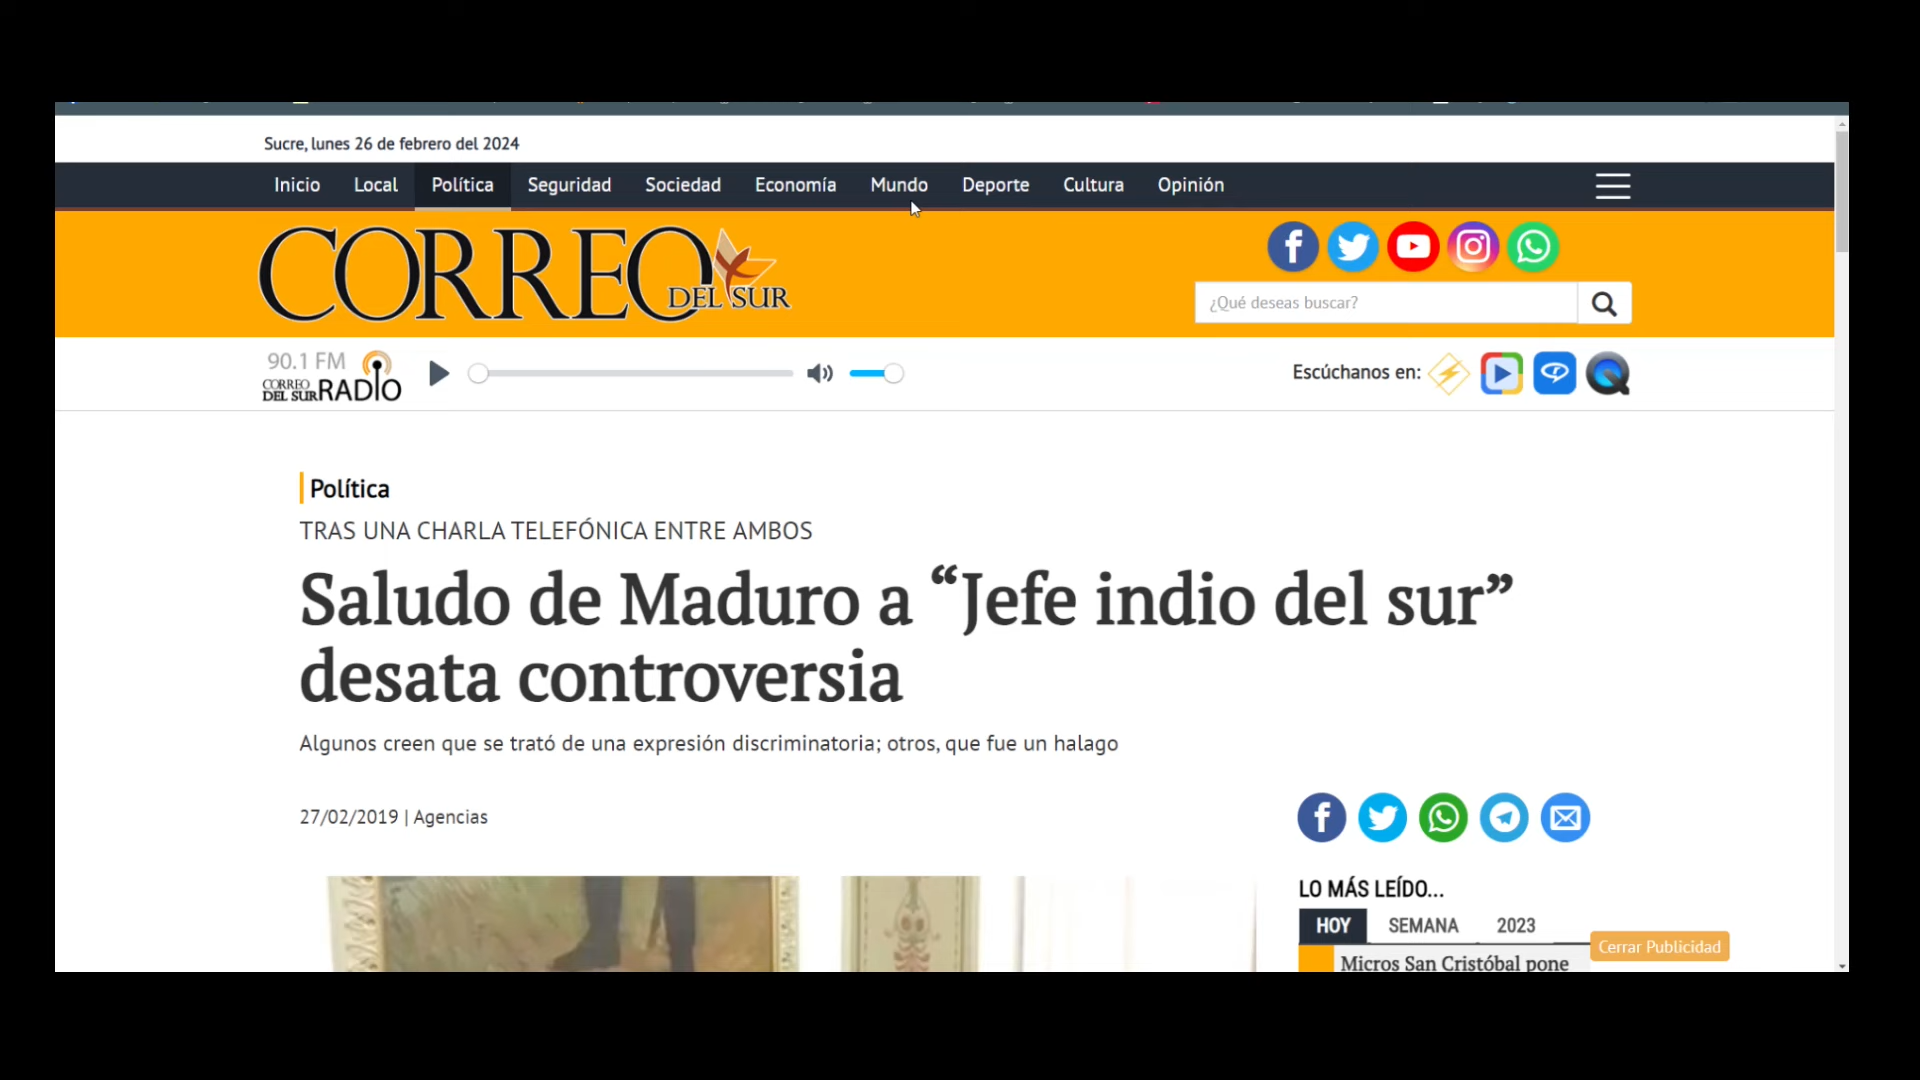 Sucre, lunes 26 de febrero del 2024
Inicio Local Política Seguridad Sociedad Economía Mundo Deporte Cultura Opinión
CORREO
DEL SUR
¿Qué deseas buscar?
90.1 FM
CORREO
DEL SUR RADIO
Escúchanos en:
Política
TRAS UNA CHARLA TELEFÓNICA ENTRE AMBOS
Saludo de Maduro a “Jefe indio del sur”
desata controversia
Algunos creen que se trató de una expresión discriminatoria; otros, que fue un halago
27/02/2019 | Agencias
LO MÁS LEÍDO...
HOY SEMANA 2023
Cerrar Publicidad
Micros San Cristóbal pone